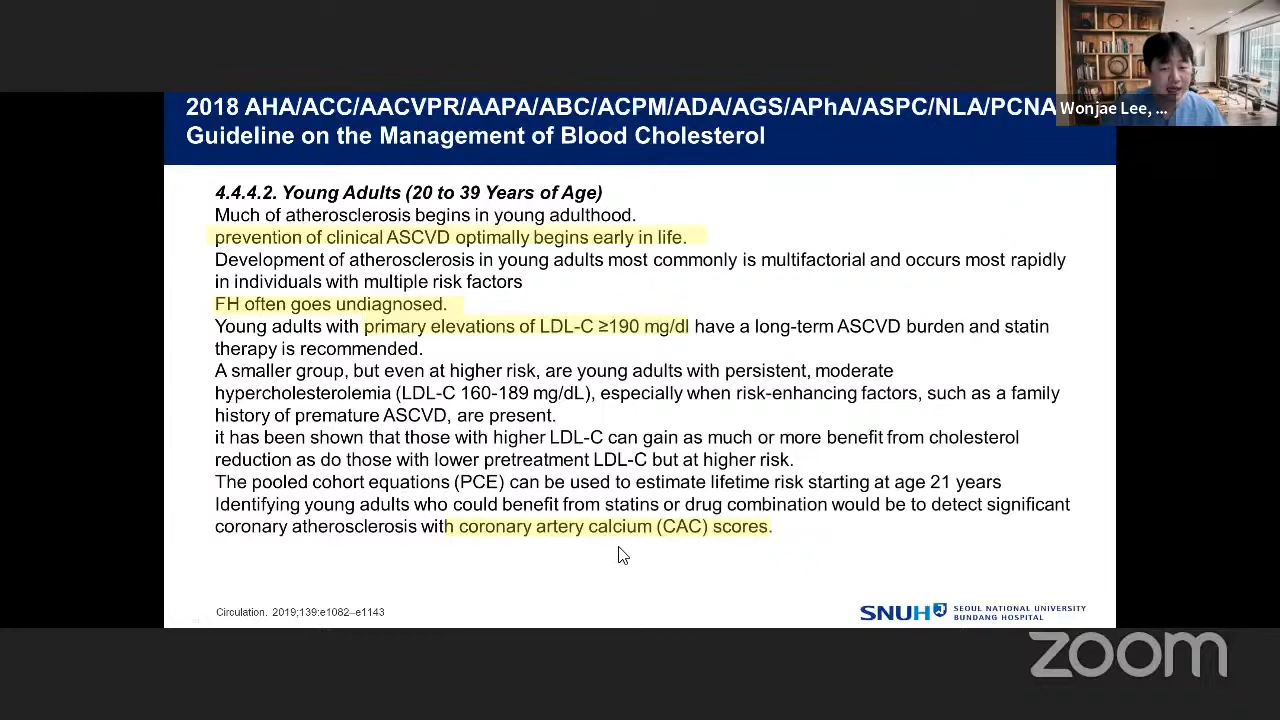 2018 AHA/ACC/AACVPR/AAPA/ABC/ACPM/ADA/AGS/APhA/ASPC/NLA/PCNA
Guideline on the Management of Blood Cholesterol
Wonjae Lee, ...
4.4.4.2. Young Adults (20 to 39 Years of Age)
Much of atherosclerosis begins in young adulthood.
prevention of clinical ASCVD optimally begins early in life.
Development of atherosclerosis in young adults most commonly is multifactorial and occurs most rapidly
in individuals with multiple risk factors
FH often goes undiagnosed.
Young adults with primary elevations of LDL-C ≥190 mg/dl have a long-term ASCVD burden and statin
therapy is recommended.
A smaller group, but even at higher risk, are young adults with persistent, moderate
hypercholesterolemia (LDL-C 160-189 mg/dL), especially when risk-enhancing factors, such as a family
history of premature ASCVD, are present.
it has been shown that those with higher LDL-C can gain as much or more benefit from cholesterol
reduction as do those with lower pretreatment LDL-C but at higher risk.
The pooled cohort equations (PCE) can be used to estimate lifetime risk starting at age 21 years
Identifying young adults who could benefit from statins or drug combination would be to detect significant
coronary atherosclerosis with coronary artery calcium (CAC) scores.
Circulation. 2019;139:e1082–e1143
SNUH SEOUL NATIONAL UNIVERSITY
BUNDANG HOSPITAL
zoom